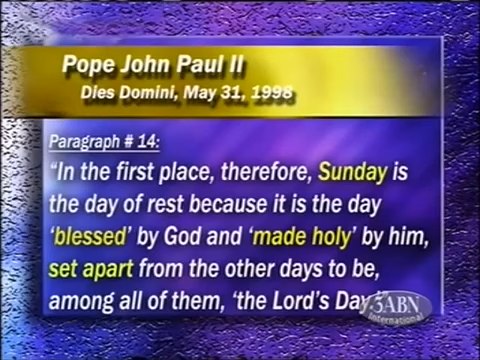 Pope John Paul II
Dies Domini, May 31, 1998
Paragraph # 14:
“In the first place, therefore, Sunday is
the day of rest because it is the day
‘blessed’ by God and ‘made holy’ by him,
set apart from the other days to be,
among all of them, ‘the Lord’s Day.’”
3ABN
International